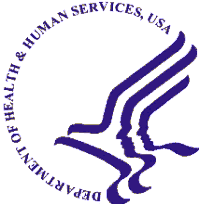 DEPARTMENT OF HEALTH & HUMAN SERVICES, USA